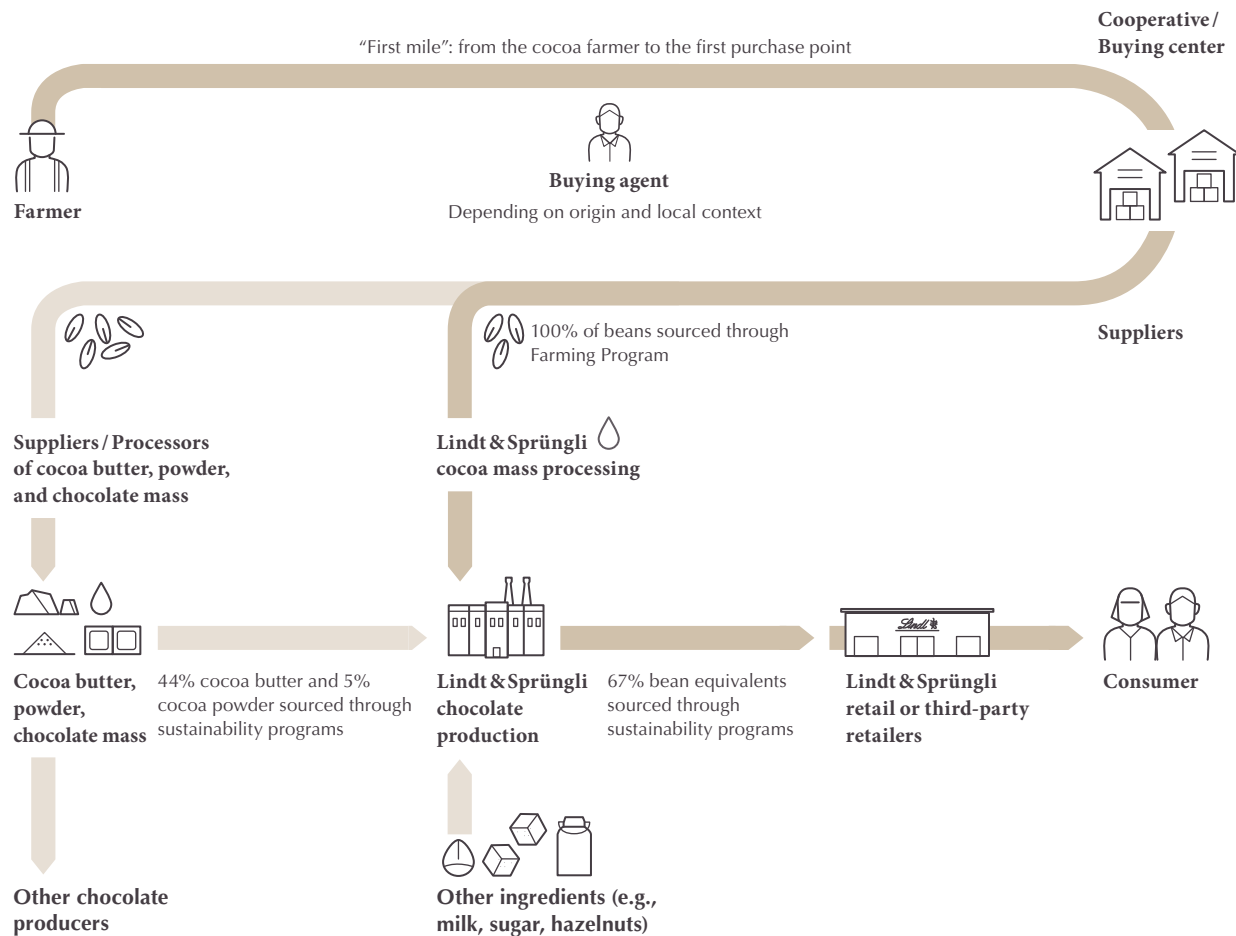 Cooperative /
Buying center
“First mile”: from the cocoa farmer to the first purchase point
Buying agent
Depending on origin and local context
Farmer
100% of beans sourced through
Farming Program
Suppliers
Suppliers / Processors
of cocoa butter, powder,
and chocolate mass
Lindt & Sprüngli
cocoa mass processing
Lindt
Cocoa butter,
powder,
chocolate mass
44% cocoa butter and 5%
cocoa powder sourced through
sustainability programs
Lindt & Sprüngli
chocolate
production
67% bean equivalents
sourced through
sustainability programs
Lindt & Sprüngli
retail or third-party
retailers
Consumer
Other chocolate
producers
Other ingredients (e.g.,
milk, sugar, hazelnuts)